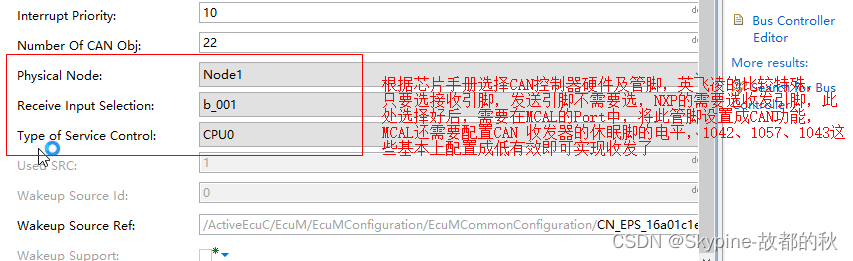 Interrupt Priority:
10
Number Of CAN Obj:
22
Physical Node:
Node1
Receive Input Selection:
b_001
Type of Service Control:
CPU0
Used SRC:
1
Wakeup Source Id:
0
Wakeup Source Ref:
/ActiveEcuC/EcuM/EcuMConfiguration/EcuMCommonConfiguration/CN_EPS_16a01c1e
Wakeup Support:
根据芯片手册选择CAN控制器硬件及管脚，英飞凌的比较特殊，
只要选接收引脚，发送引脚不需要选，NXP的需要选收发引脚，此
处选择好后，需要在MCAL的Port中，将此管脚设置成CAN功能，
MCAL还需要配置CAN 收发器的休眠脚的电平，1042、1057、1043这
些基本上配置成低有效即可实现收发了
Bus Controller
Editor
More results:
Search for 'Bus
CSDN @Skypine-故都的秋